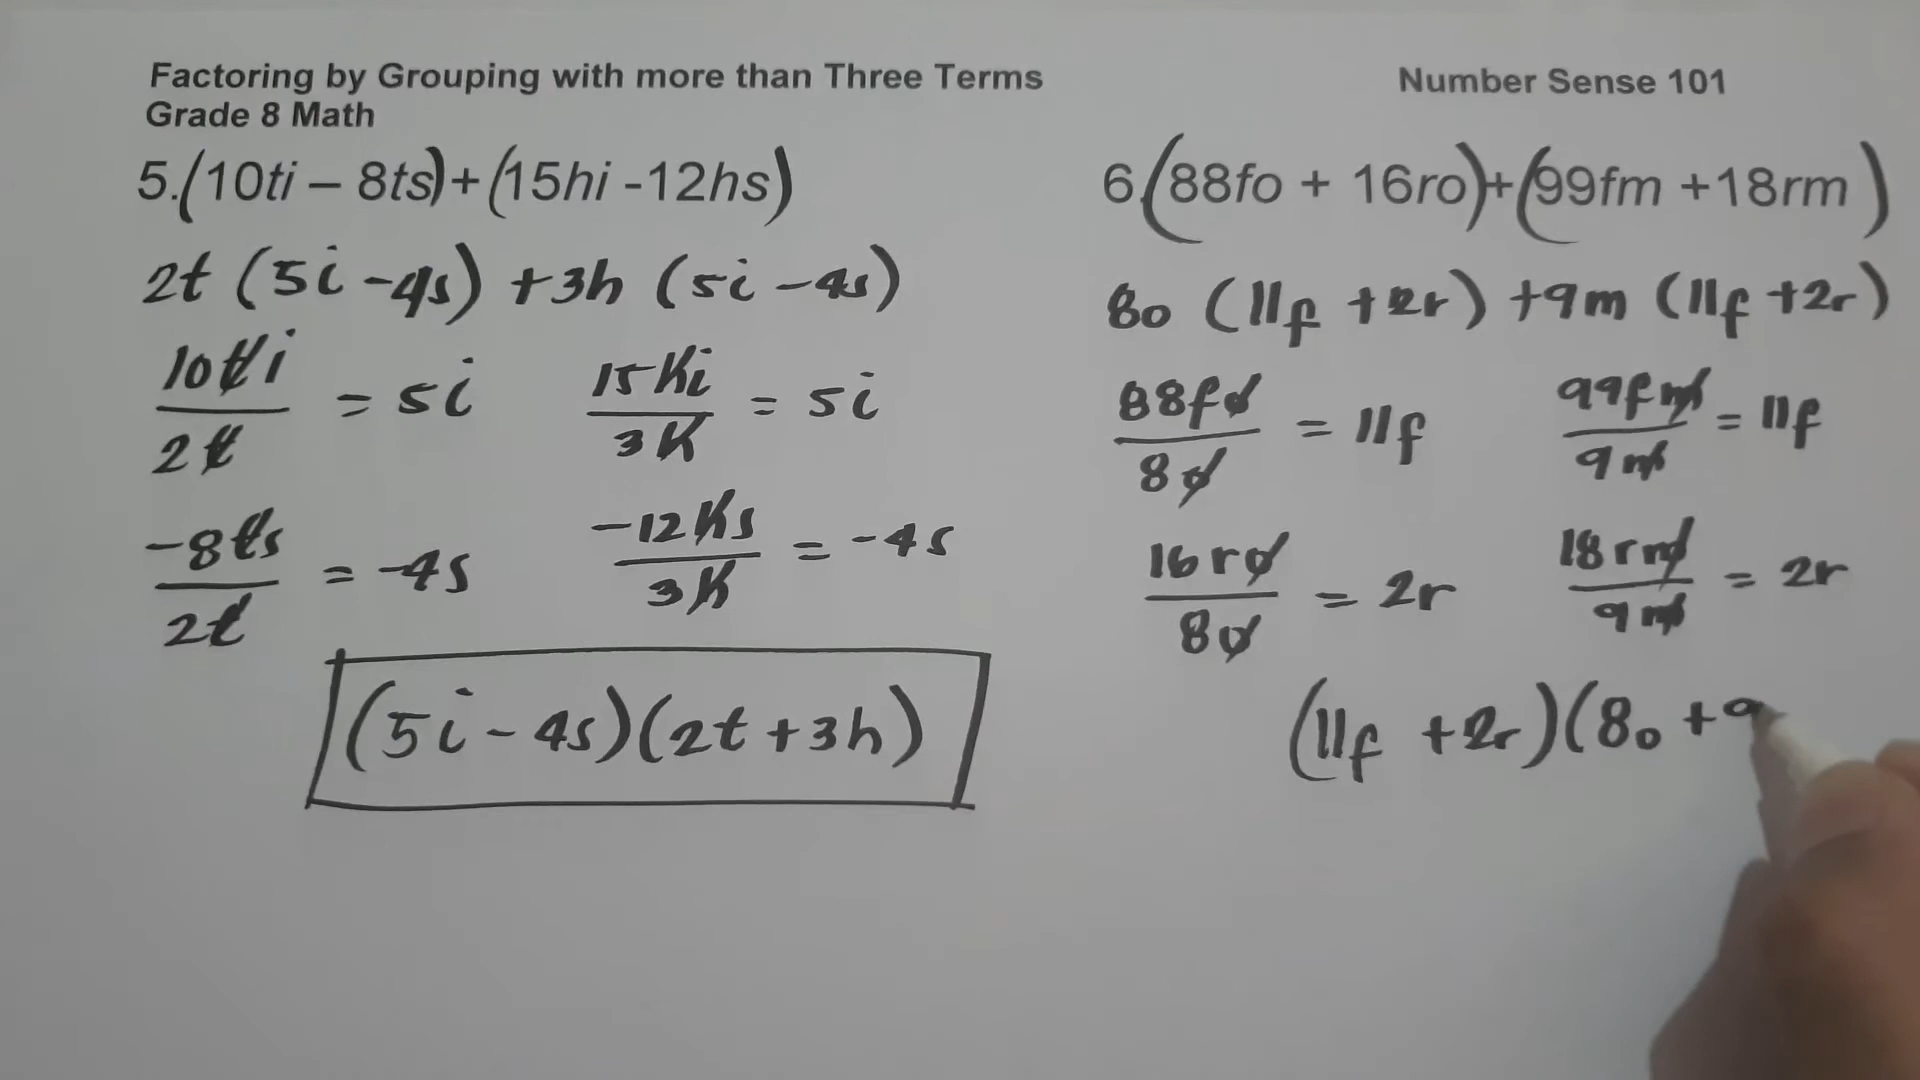 Factoring by Grouping with more than Three Terms
Grade 8 Math
Number Sense 101
5.(10ti – 8ts)+(15hi -12hs)
2t (5i -4s) +3h (5i -4s)
10ti/2t = 5i
15hi/3h = 5i
-8ts/2t = -4s
-12hs/3h = -4s
(5i - 4s)(2t +3h)
6.(88fo + 16ro)+(99fm +18rm)
8o (11f +2r) +9m (11f +2r)
88fo/8o = 11f
99fm/9m = 11f
16ro/8o = 2r
18rm/9m = 2r
(11f +2r)(8o +9